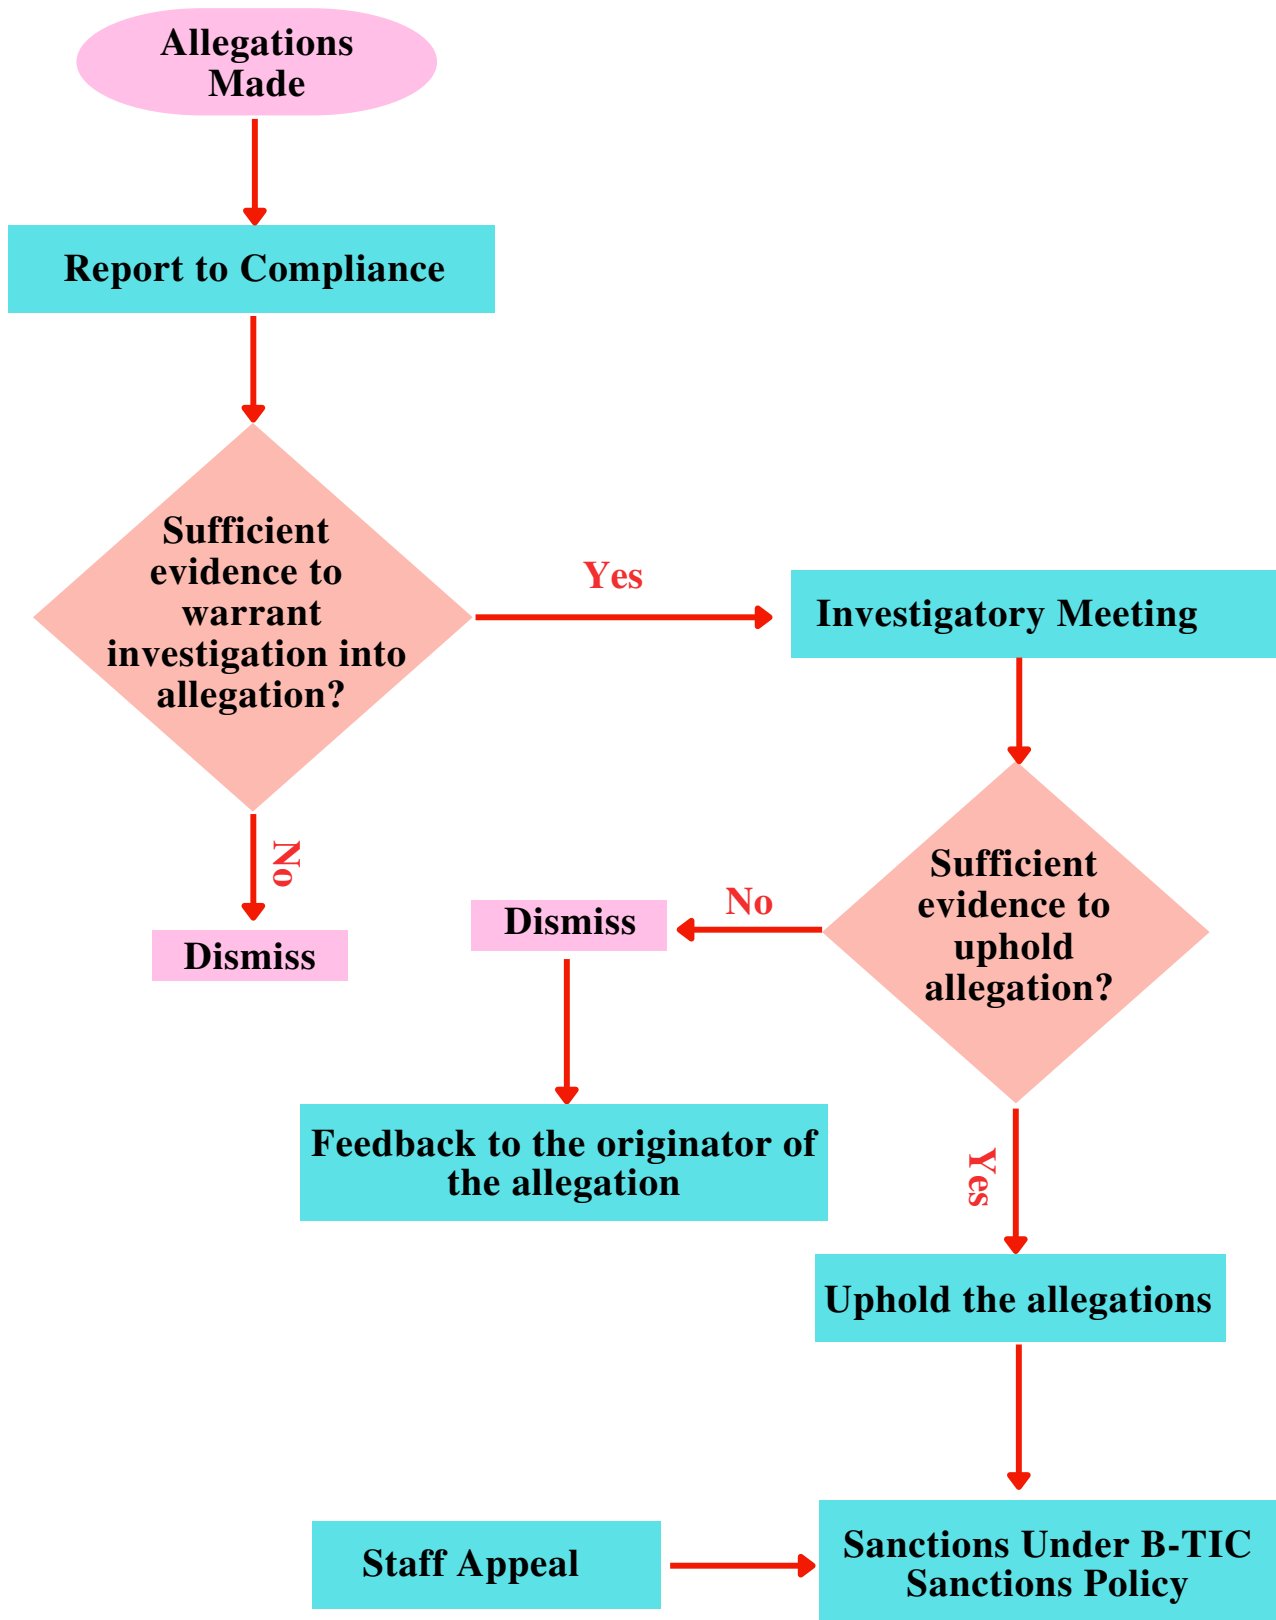 Allegations
Made
Report to Compliance
Sufficient
evidence to
warrant
investigation into
allegation?
Yes
Investigatory Meeting
No
Dismiss
Sufficient
evidence to
uphold
allegation?
No
Dismiss
Feedback to the originator of
the allegation
Yes
Uphold the allegations
Staff Appeal
Sanctions Under B-TIC
Sanctions Policy